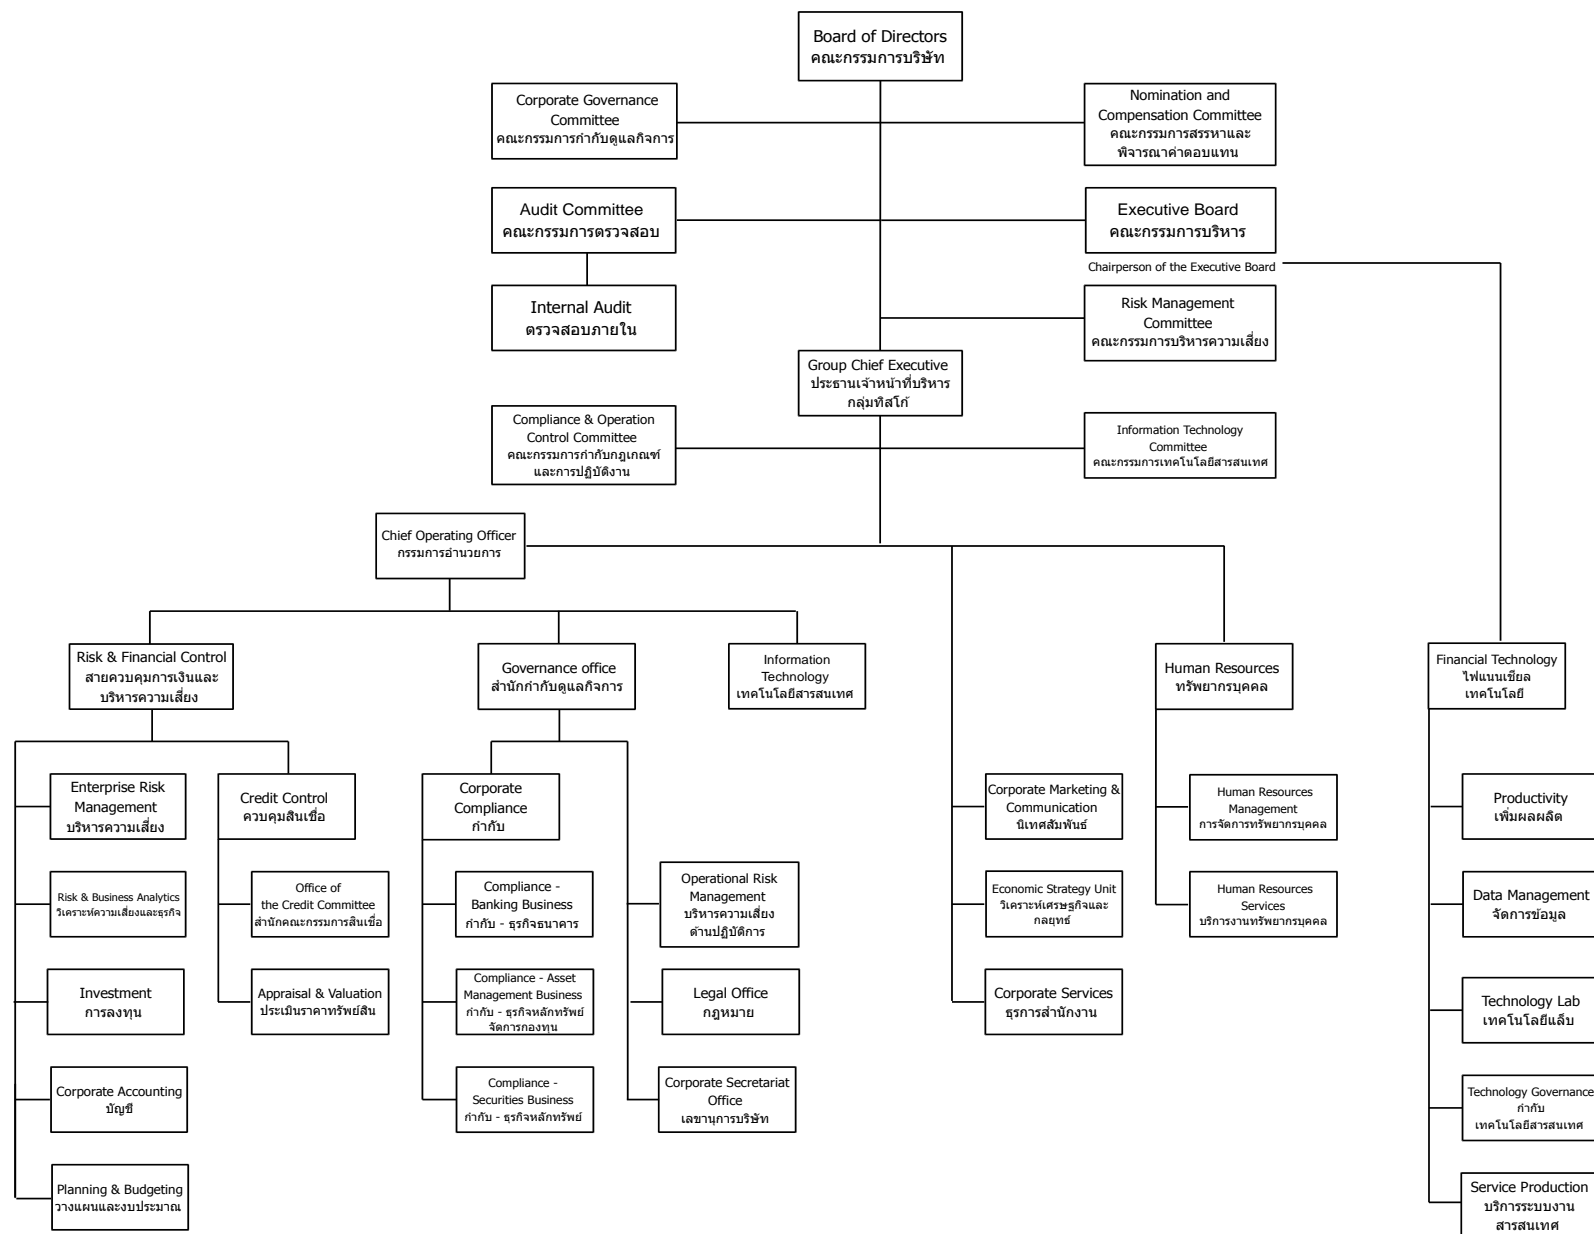 Board of Directors
คณะกรรมการบริษัท
Corporate Governance
Committee
คณะกรรมการกำกับดูแลกิจการ
Nomination and
Compensation Committee
คณะกรรมการสรรหาและ
พิจารณาค่าตอบแทน
Audit Committee
คณะกรรมการตรวจสอบ
Executive Board
คณะกรรมการบริหาร
Chairperson of the Executive Board
Internal Audit
ตรวจสอบภายใน
Risk Management
Committee
คณะกรรมการบริหารความเสี่ยง
Group Chief Executive
ประธานเจ้าหน้าที่บริหาร
กลุ่มทิสโก้
Compliance & Operation
Control Committee
คณะกรรมการกำกับกฎเกณฑ์
และการปฏิบัติงาน
Information Technology
Committee
คณะกรรมการเทคโนโลยีสารสนเทศ
Chief Operating Officer
กรรมการอำนวยการ
Risk & Financial Control
สายควบคุมการเงินและ
บริหารความเสี่ยง
Governance office
สำนักกำกับดูแลกิจการ
Information
Technology
เทคโนโลยีสารสนเทศ
Human Resources
ทรัพยากรบุคคล
Financial Technology
ไฟแนนเชียล
เทคโนโลยี
Enterprise Risk
Management
บริหารความเสี่ยง
Credit Control
ควบคุมสินเชื่อ
Corporate
Compliance
กำกับ
Corporate Marketing &
Communication
นิเทศสัมพันธ์
Human Resources
Management
การจัดการทรัพยากรบุคคล
Productivity
เพิ่มผลผลิต
Risk & Business Analytics
วิเคราะห์ความเสี่ยงและธุรกิจ
Office of
the Credit Committee
สำนักคณะกรรมการสินเชื่อ
Compliance -
Banking Business
กำกับ - ธุรกิจธนาคาร
Operational Risk
Management
บริหารความเสี่ยง
ด้านปฏิบัติการ
Economic Strategy Unit
วิเคราะห์เศรษฐกิจและ
กลยุทธ์
Human Resources
Services
บริการงานทรัพยากรบุคคล
Data Management
จัดการข้อมูล
Investment
การลงทุน
Appraisal & Valuation
ประเมินราคาทรัพย์สิน
Compliance - Asset
Management Business
กำกับ - ธุรกิจหลักทรัพย์
จัดการกองทุน
Legal Office
กฎหมาย
Corporate Services
ธุรการสำนักงาน
Technology Lab
เทคโนโลยีแล็บ
Corporate Accounting
บัญชี
Compliance -
Securities Business
กำกับ - ธุรกิจหลักทรัพย์
Corporate Secretariat
Office
เลขานุการบริษัท
Technology Governance
กำกับ
เทคโนโลยีสารสนเทศ
Planning & Budgeting
วางแผนและงบประมาณ
Service Production
บริการระบบงาน
สารสนเทศ